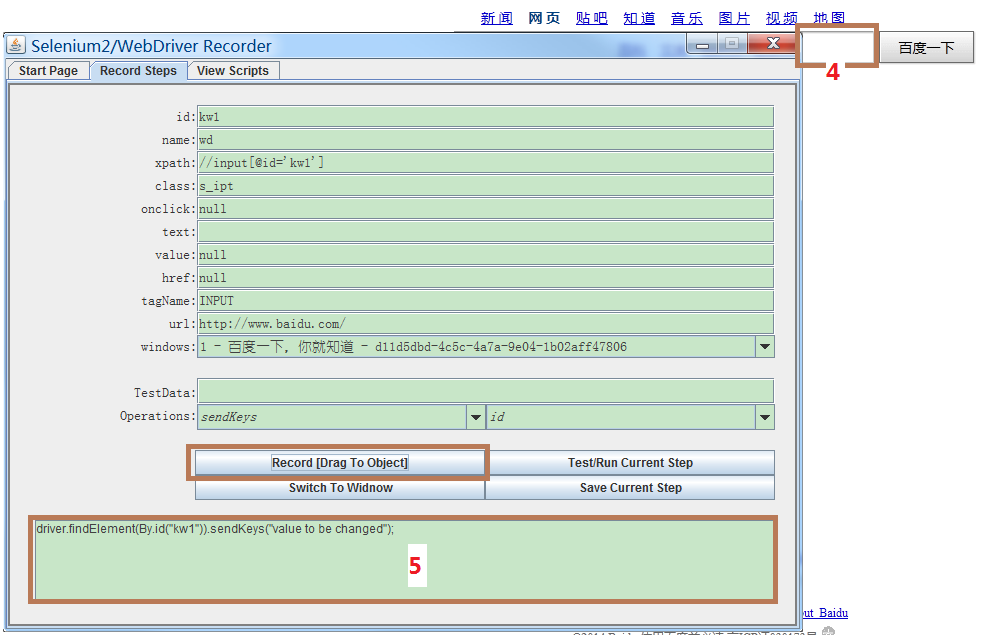 新闻 网页 贴吧 知道 音乐 图片 视频 地图
Selenium2/WebDriver Recorder
百度一下
4
Start Page Record Steps View Scripts
id: kw1
name: wd
xpath: //input[@id='kw1']
class: s_ipt
onclick: null
text:
value: null
href: null
tagName: INPUT
url: http://www.baidu.com/
windows: 1 - 百度一下，你就知道 - d11d5dbd-4c5c-4a7a-9e04-1b02aff47806
TestData:
Operations: sendKeys id
Record [Drag To Object] Test/Run Current Step
Switch To Widnow Save Current Step
driver.findElement(By.id("kw1")).sendKeys("value to be changed");
5
Baidu